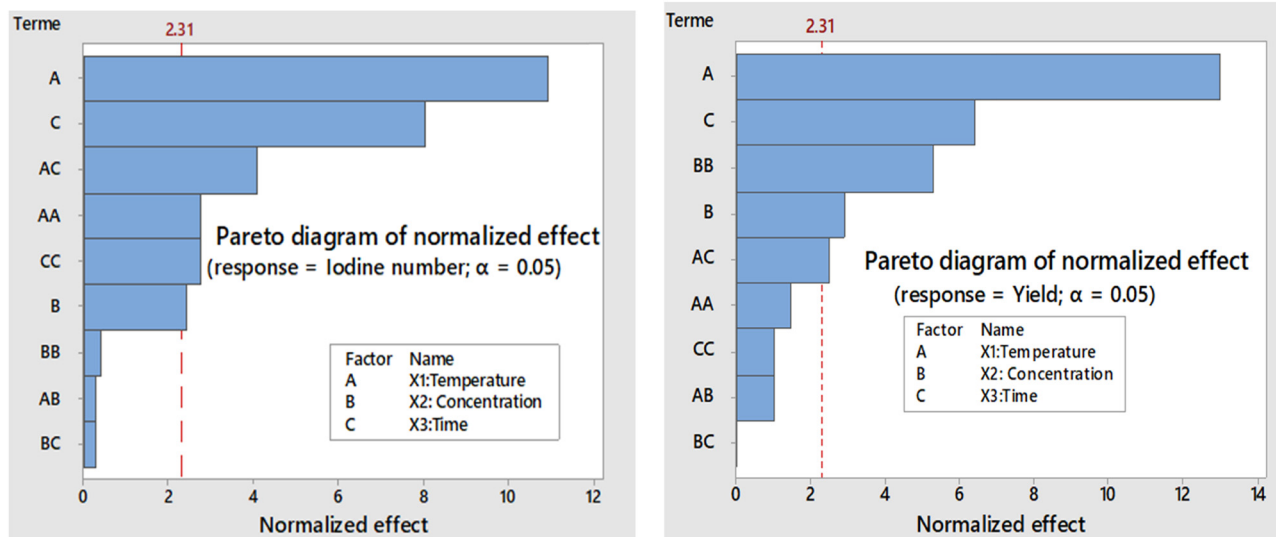 Terme
2.31
A
C
AC
AA
CC
B
BB
AB
BC
Pareto diagram of normalized effect
(response = Iodine number; α = 0.05)
Factor Name
A X1:Temperature
B X2: Concentration
C X3:Time
0 2 4 6 8 10 12
Normalized effect
Terme
2.31
A
C
BB
B
AC
AA
CC
AB
BC
Pareto diagram of normalized effect
(response = Yield; α = 0.05)
Factor Name
A X1:Temperature
B X2: Concentration
C X3:Time
0 2 4 6 8 10 12 14
Normalized effect